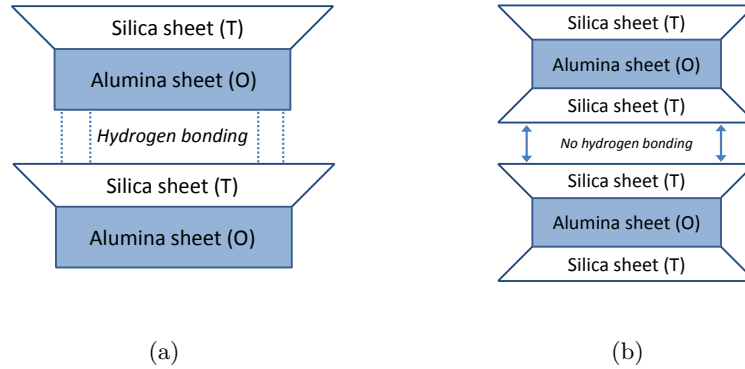 Silica sheet (T)
Alumina sheet (O)
Hydrogen bonding
Silica sheet (T)
Alumina sheet (O)
(a)
Silica sheet (T)
Alumina sheet (O)
Silica sheet (T)
No hydrogen bonding
Silica sheet (T)
Alumina sheet (O)
Silica sheet (T)
(b)